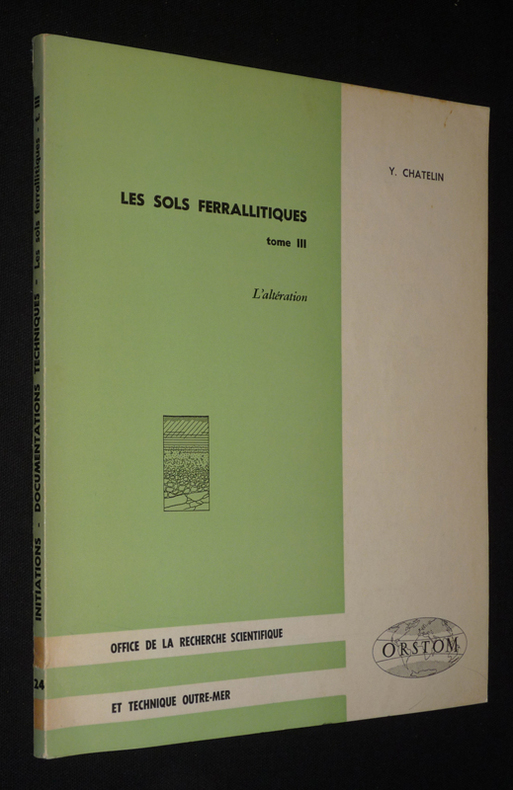 INITIATIONS - DOCUMENTATIONS TECHNIQUES - Les sols ferrallitiques - t. III
24
Y. CHATELIN
LES SOLS FERRALLITIQUES
tome III
L'altération
OFFICE DE LA RECHERCHE SCIENTIFIQUE
ET TECHNIQUE OUTRE-MER
ORSTOM